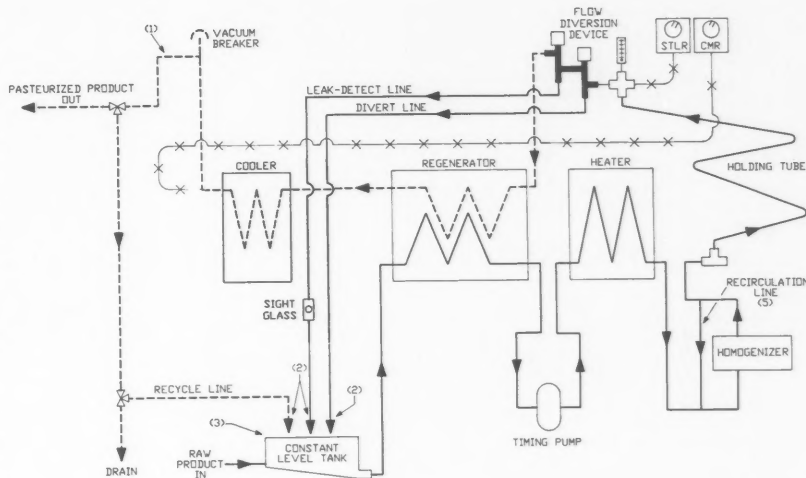 (1)
VACUUM
BREAKER
FLOW
DIVERSION
DEVICE
STLR
CMR
PASTEURIZED PRODUCT
OUT
LEAK-DETECT LINE
DIVERT LINE
COOLER
REGENERATOR
HEATER
HOLDING TUBE
SIGHT
GLASS
RECIRCULATION
LINE
(5)
HOMOGENIZER
RECYCLE LINE
(2)
(2)
(3)
CONSTANT
LEVEL TANK
TIMING PUMP
RAW
PRODUCT
IN
DRAIN